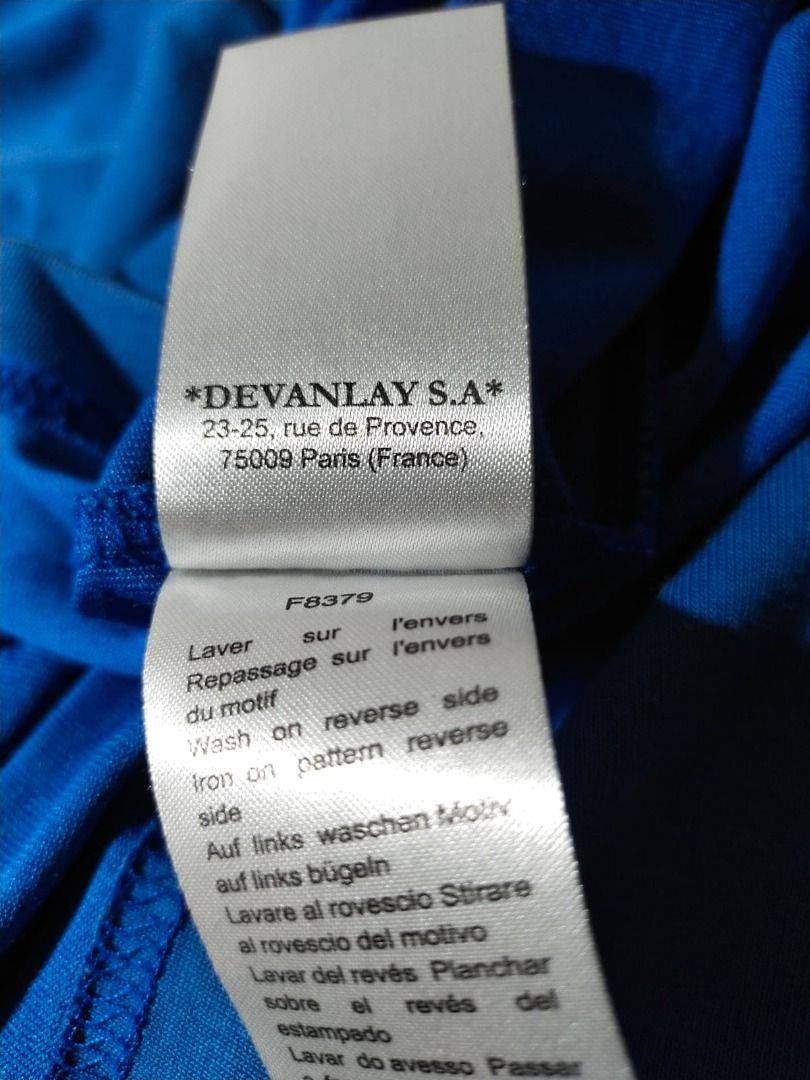 *DEVANLAY S.A*
23-25, rue de Provence,
75009 Paris (France)
F8379
Laver sur l'envers
Repassage sur l'envers
du motif
Wash on reverse side
Iron on pattern reverse
side
Auf links waschen Motiv
auf links bügeln
Lavare al rovescio Stirare
al rovescio del motivo
Lavar del revés Planchar
sobre el revés del
estampado
Lavar do avesso Passar